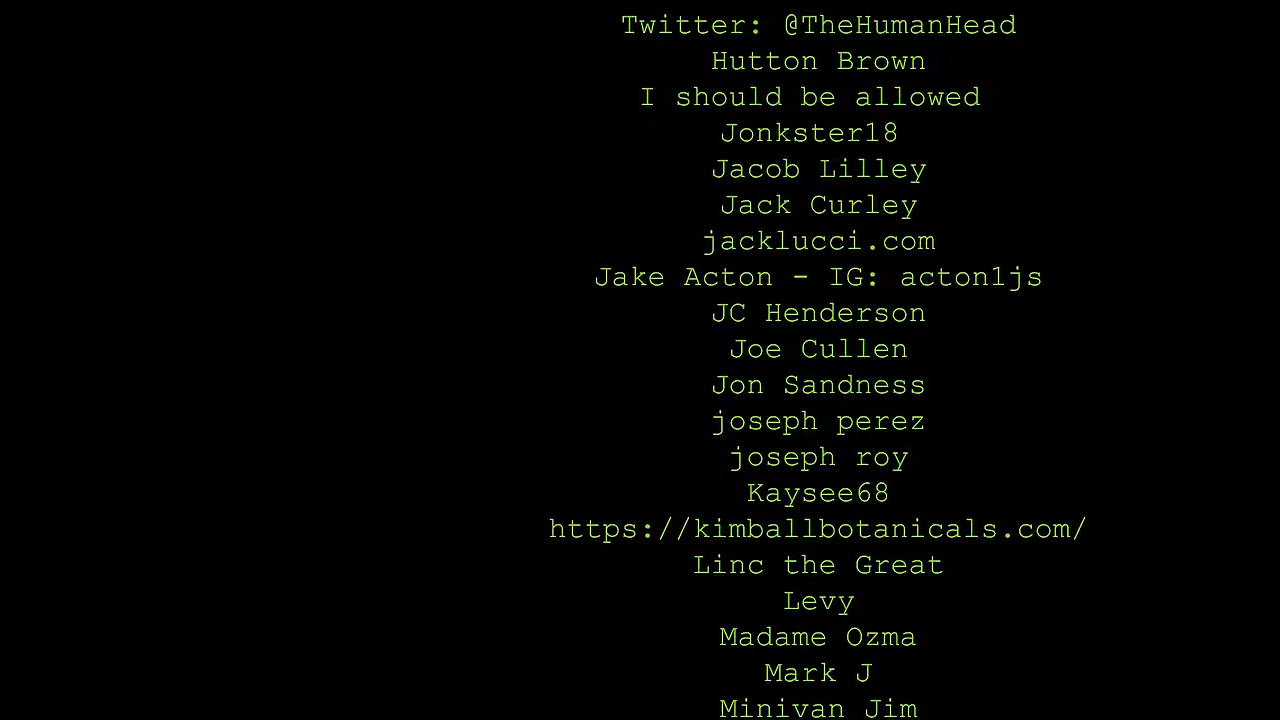 Twitter: @TheHumanHead
Hutton Brown
I should be allowed
Jonkster18
Jacob Lilley
Jack Curley
jacklucci.com
Jake Acton - IG: acton1js
JC Henderson
Joe Cullen
Jon Sandness
joseph perez
joseph roy
Kaysee68
https://kimballbotanicals.com/
Linc the Great
Levy
Madame Ozma
Mark J
Minivan Jim